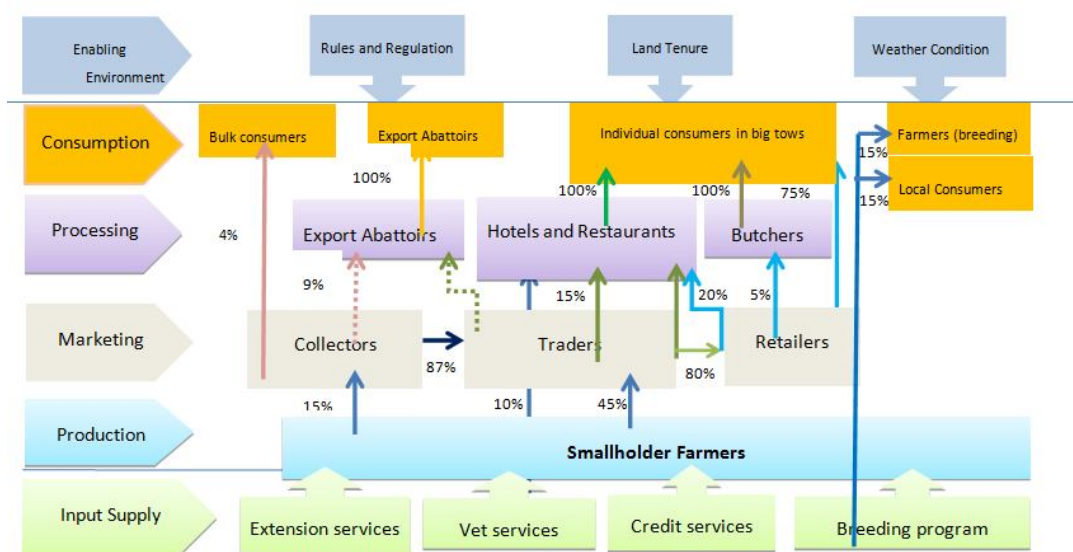 Enabling
Environment
Rules and Regulation
Land Tenure
Weather Condition
Consumption
Bulk consumers
Export Abattoirs
Individual consumers in big tows
Farmers (breeding)
15%
Local Consumers
15%
100%
100%
100%
75%
Processing
4%
Export Abattoirs
Hotels and Restaurants
Butchers
9%
15%
20%
5%
Marketing
Collectors
87%
Traders
80%
Retailers
15%
10%
45%
Production
Smallholder Farmers
Input Supply
Extension services
Vet services
Credit services
Breeding program